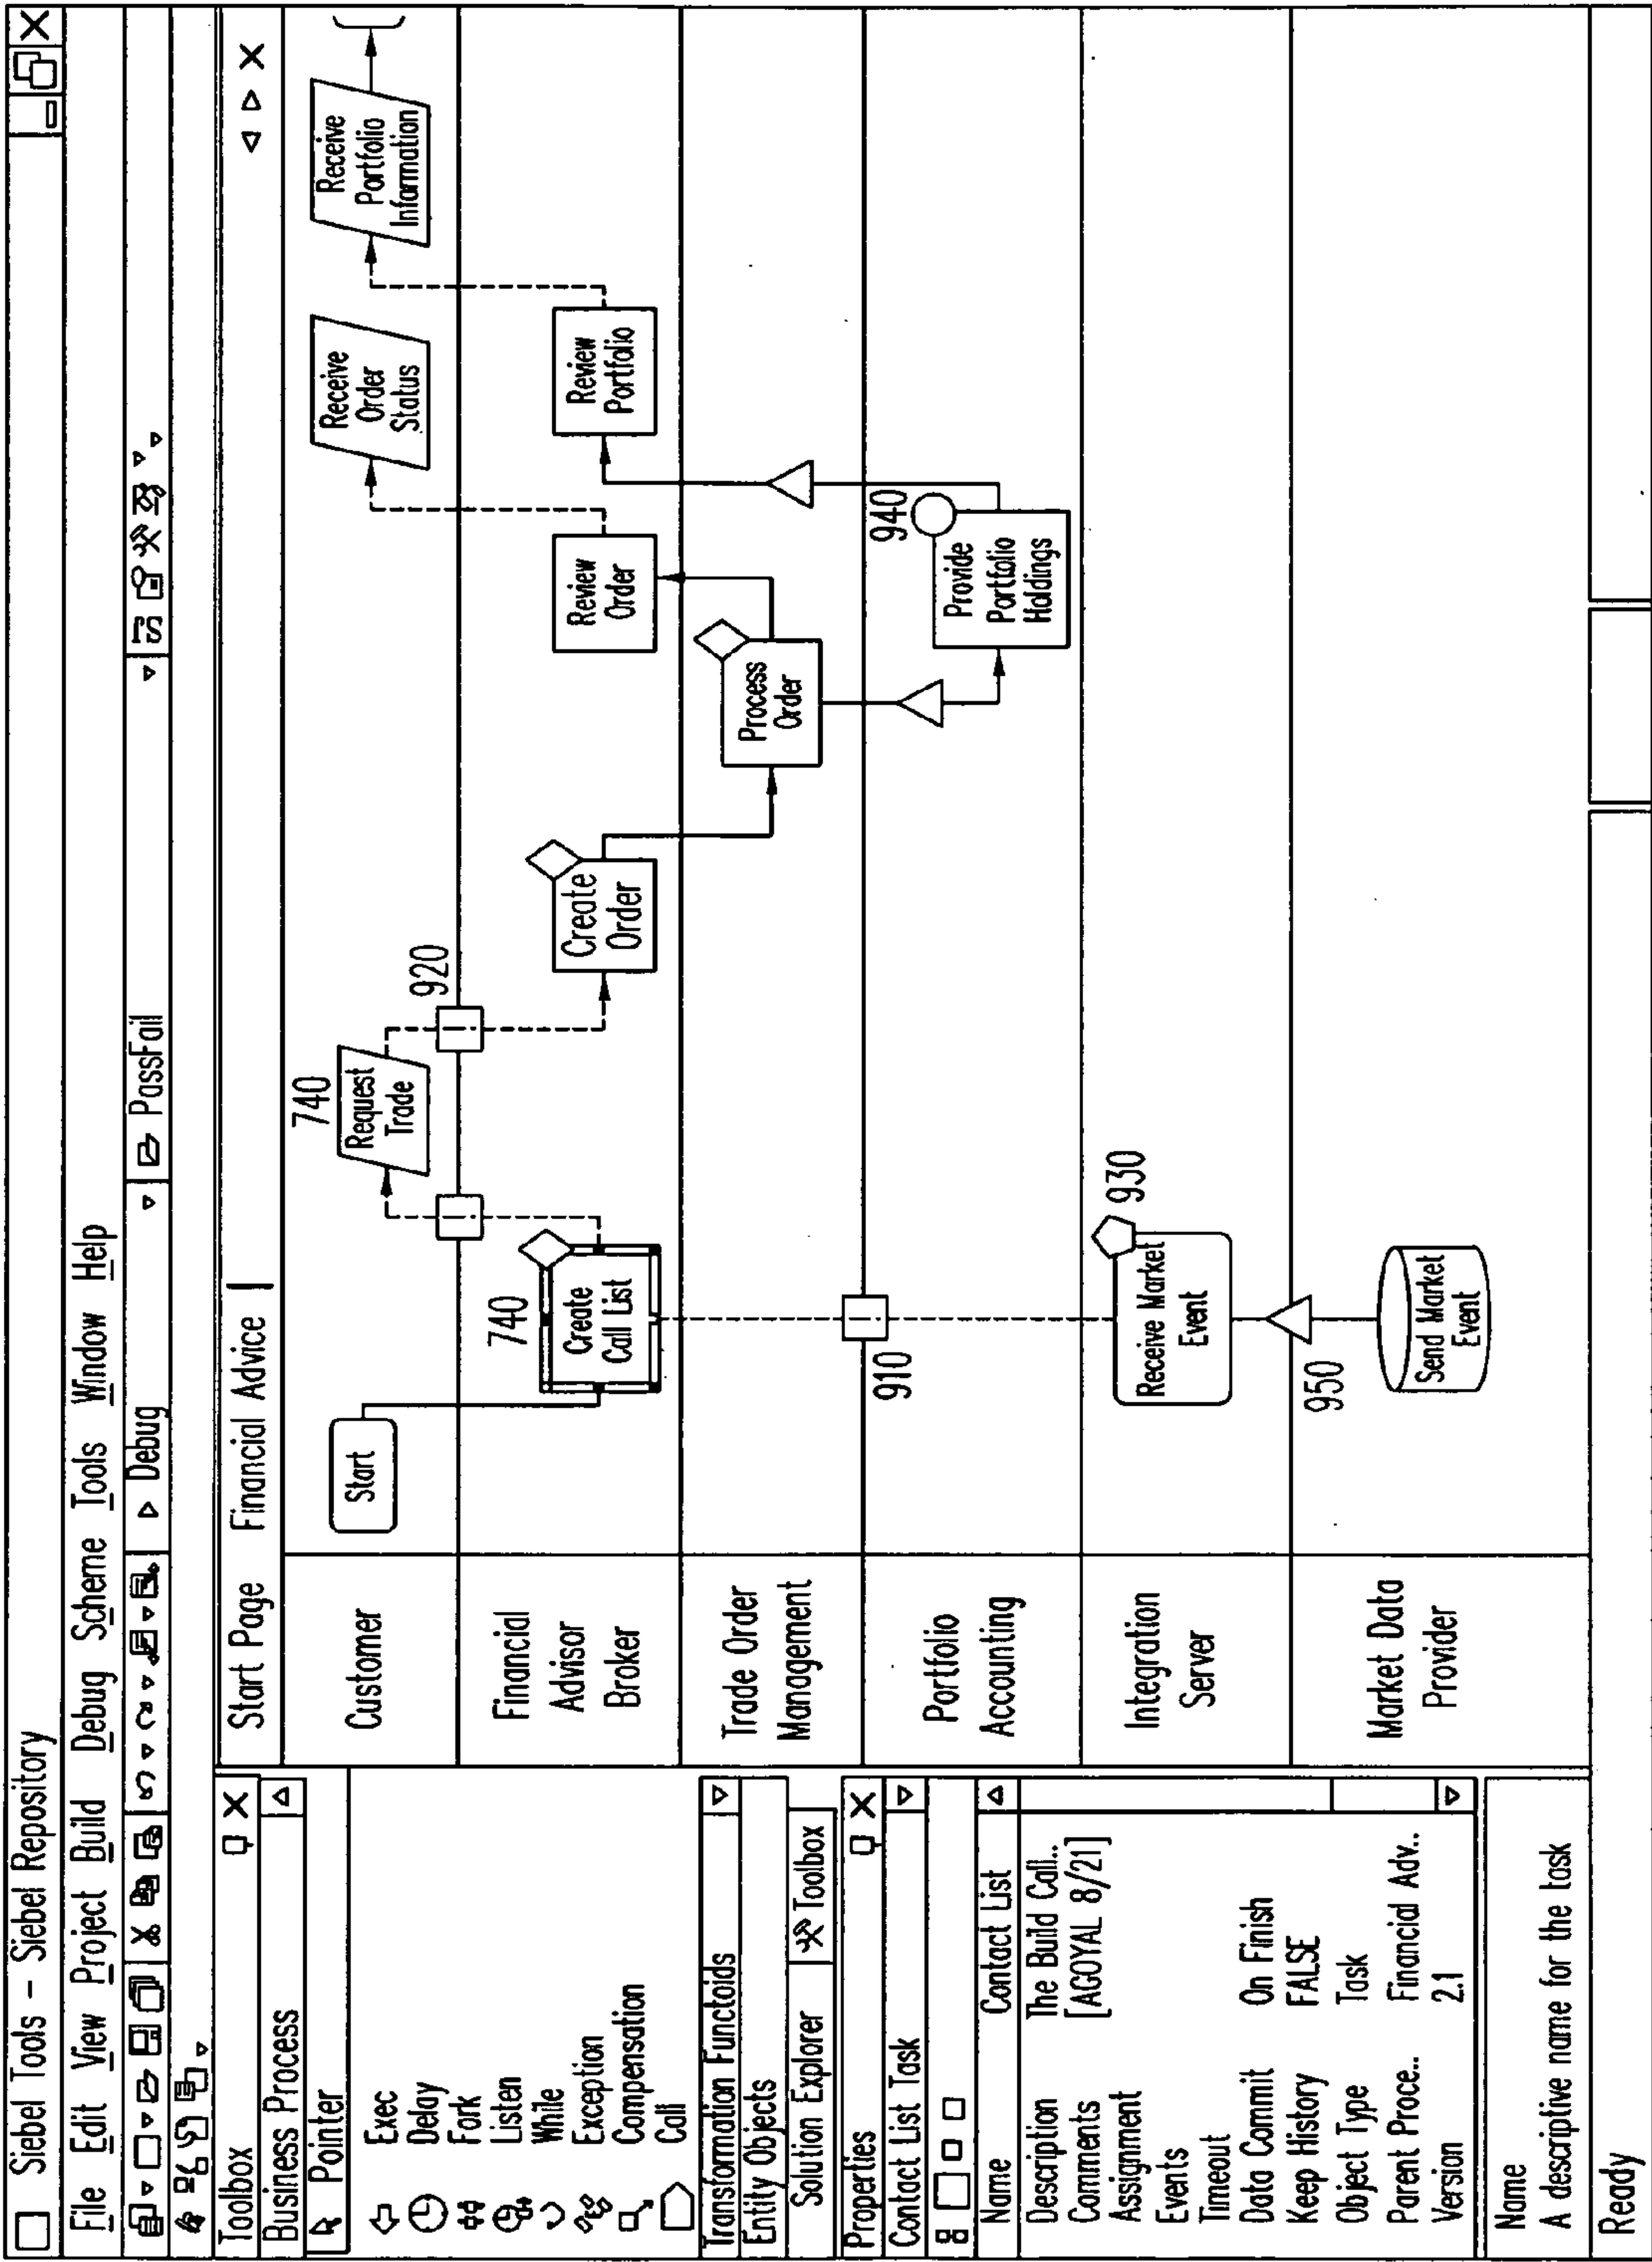 Siebel Tools – Siebel Repository
File Edit View Project Build Debug Scheme Tools Window Help
Debug
PassFail
Toolbox
Business Process
Pointer
Exec
Delay
Fork
Listen
While
Exception
Compensation
Call
Transformation Functoids
Entity Objects
Solution Explorer
Toolbox
Properties
Contact List Task
Name Contact List
Description The Build Call..
Comments [AGOYAL 8/21]
Assignment
Events
Timeout
Data Commit On Finish
Keep History FALSE
Object Type Task
Parent Proce.. Financial Adv..
Version 2.1
Name
A descriptive name for the task
Ready
Start Page Financial Advice
Customer
Start
740
Request
Trade
920
Receive
Order
Status
Receive
Portfolio
Information
Financial
Advisor
Broker
740
Create
Call List
Create
Order
Review
Order
Review
Portfolio
Trade Order
Management
Process
Order
Portfolio
Accounting
910
940
Provide
Portfolio
Holdings
Integration
Server
930
Receive Market
Event
Market Data
Provider
950
Send Market
Event